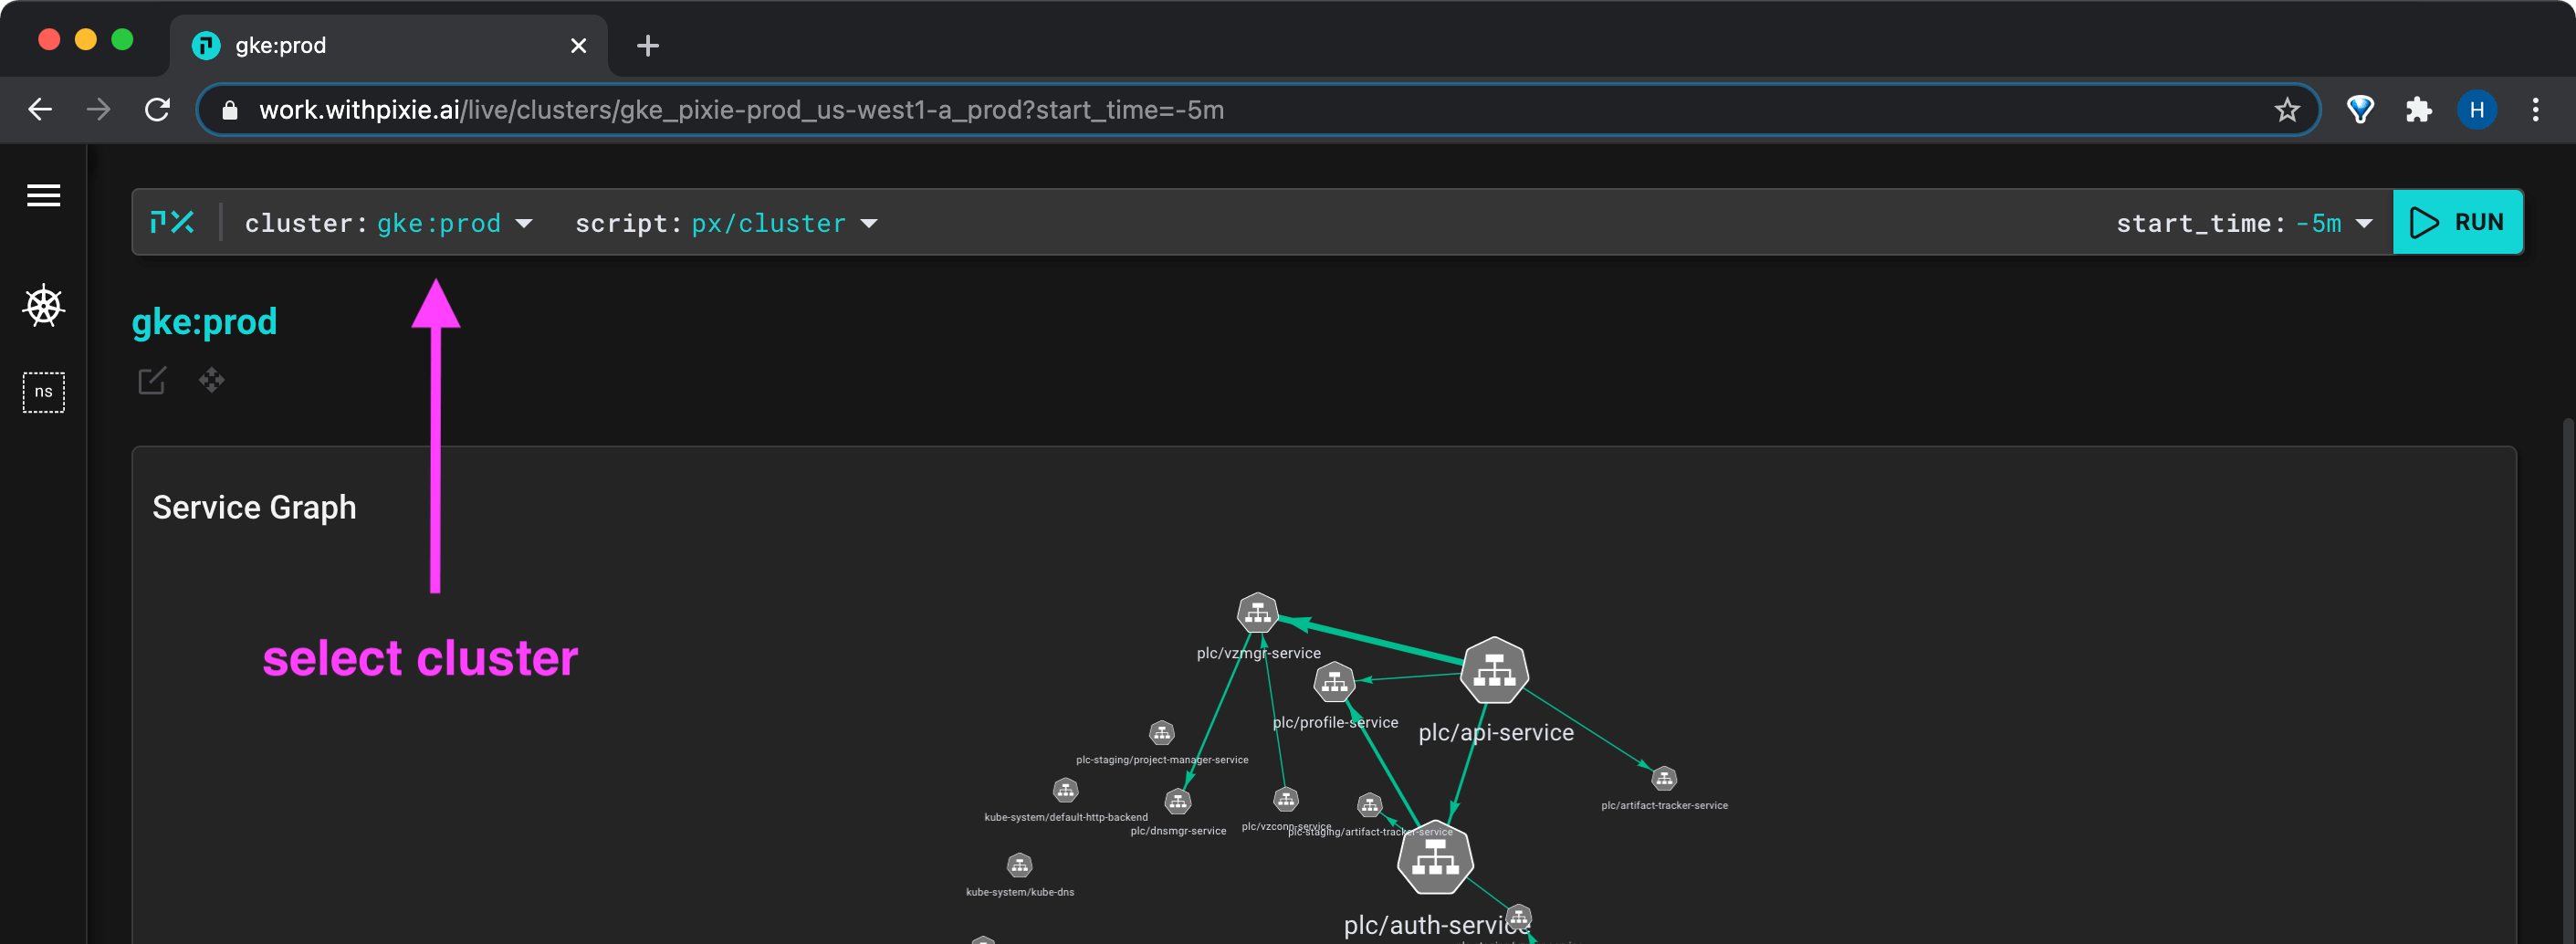 gke:prod
work.withpixie.ai/live/clusters/gke_pixie-prod_us-west1-a_prod?start_time=-5m
H
cluster: gke:prod
script: px/cluster
start_time: -5m
RUN
gke:prod
ns
Service Graph
select cluster
plc/vzmgr-service
plc/profile-service
plc/api-service
plc-staging/project-manager-service
kube-system/default-http-backend
plc/dnsmgr-service
plc/vzconn-service
plc-staging/artifact-tracker-service
plc/artifact-tracker-service
kube-system/kube-dns
plc/auth-service